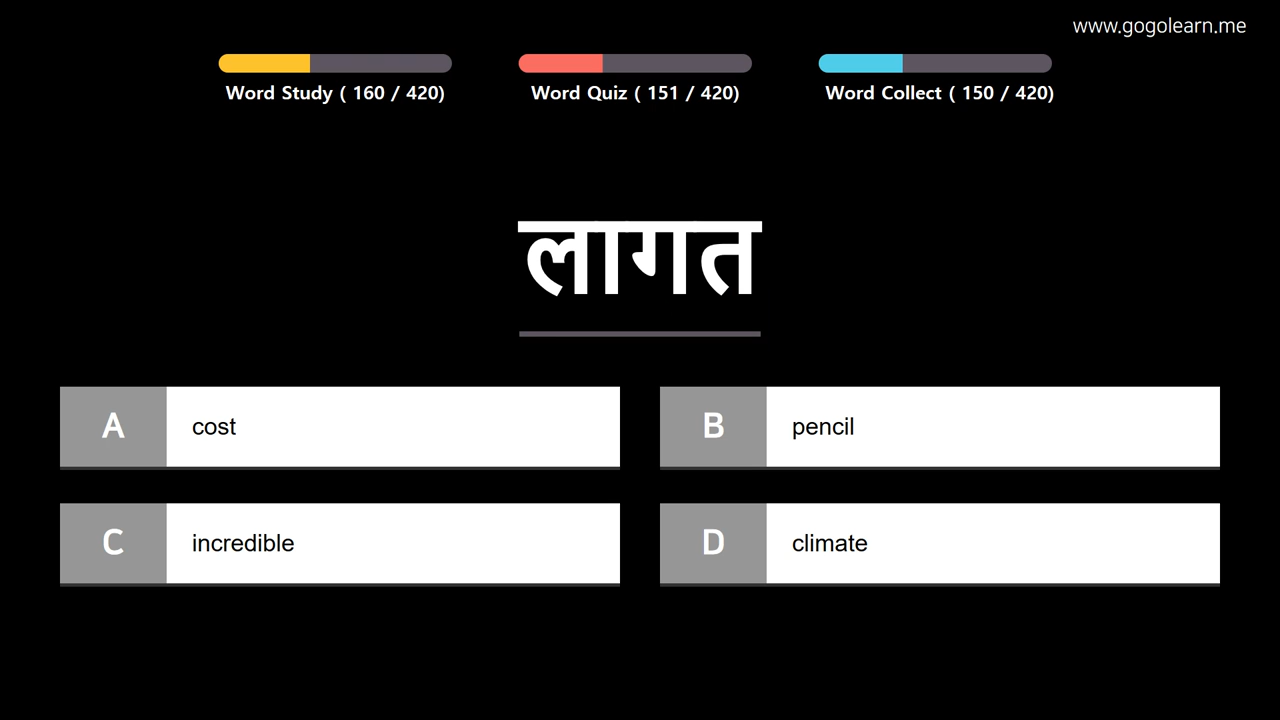 www.gogolearn.me
Word Study ( 160 / 420)
Word Quiz ( 151 / 420)
Word Collect ( 150 / 420)
लागत
A cost
B pencil
C incredible
D climate